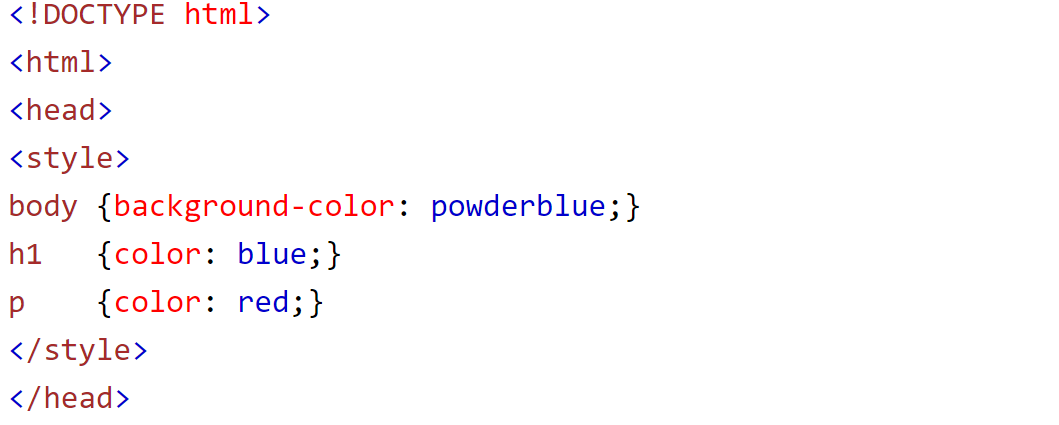 <!DOCTYPE html>
<html>
<head>
<style>
body {background-color: powderblue;}
h1   {color: blue;}
p    {color: red;}
</style>
</head>